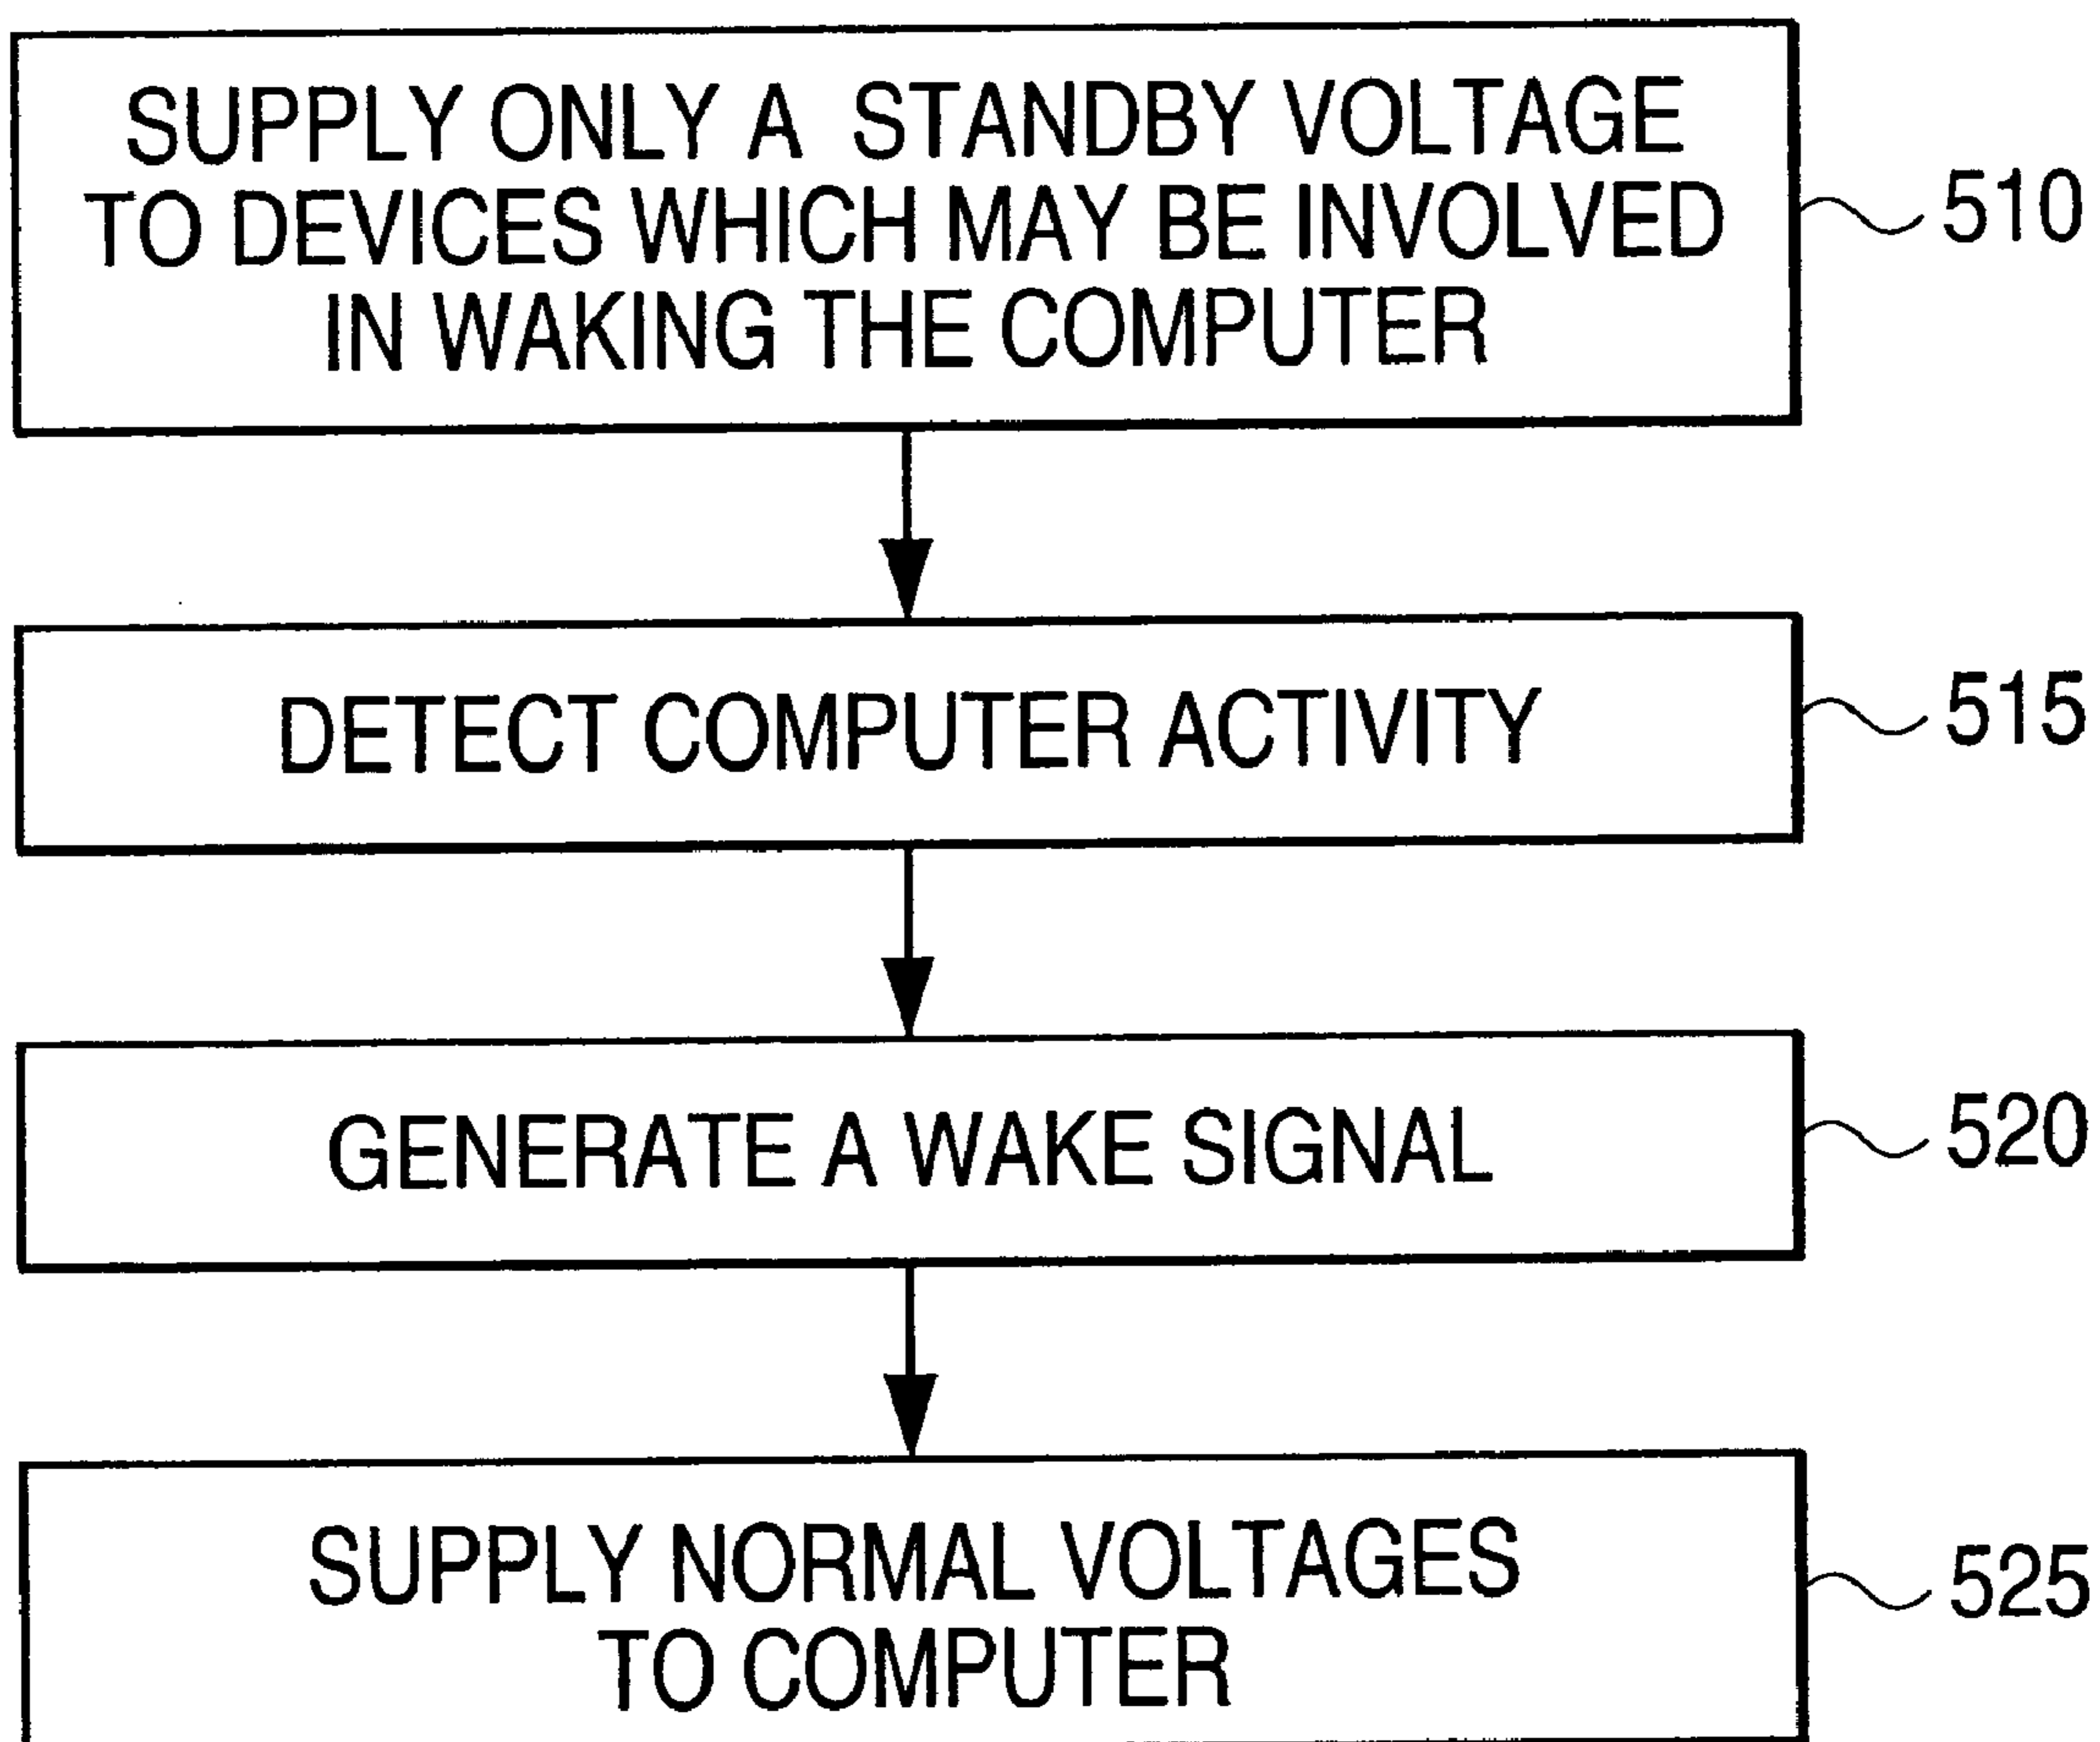 SUPPLY ONLY A STANDBY VOLTAGE
TO DEVICES WHICH MAY BE INVOLVED
IN WAKING THE COMPUTER
510
DETECT COMPUTER ACTIVITY
515
GENERATE A WAKE SIGNAL
520
SUPPLY NORMAL VOLTAGES
TO COMPUTER
525